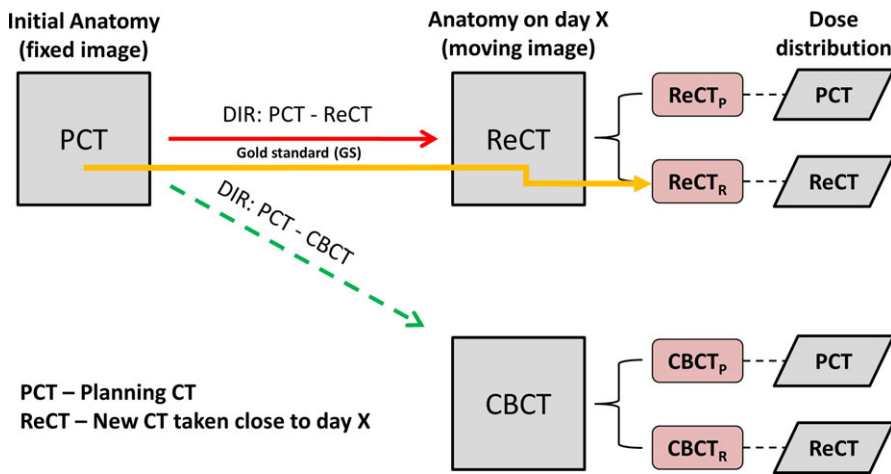 Initial Anatomy
(fixed image)
Anatomy on day X
(moving image)
Dose
distribution
PCT
DIR: PCT - ReCT
Gold standard (GS)
ReCT
ReCTP
PCT
ReCTR
ReCT
DIR: PCT - CBCT
CBCT
CBCTP
PCT
CBCTR
ReCT
PCT – Planning CT
ReCT – New CT taken close to day X